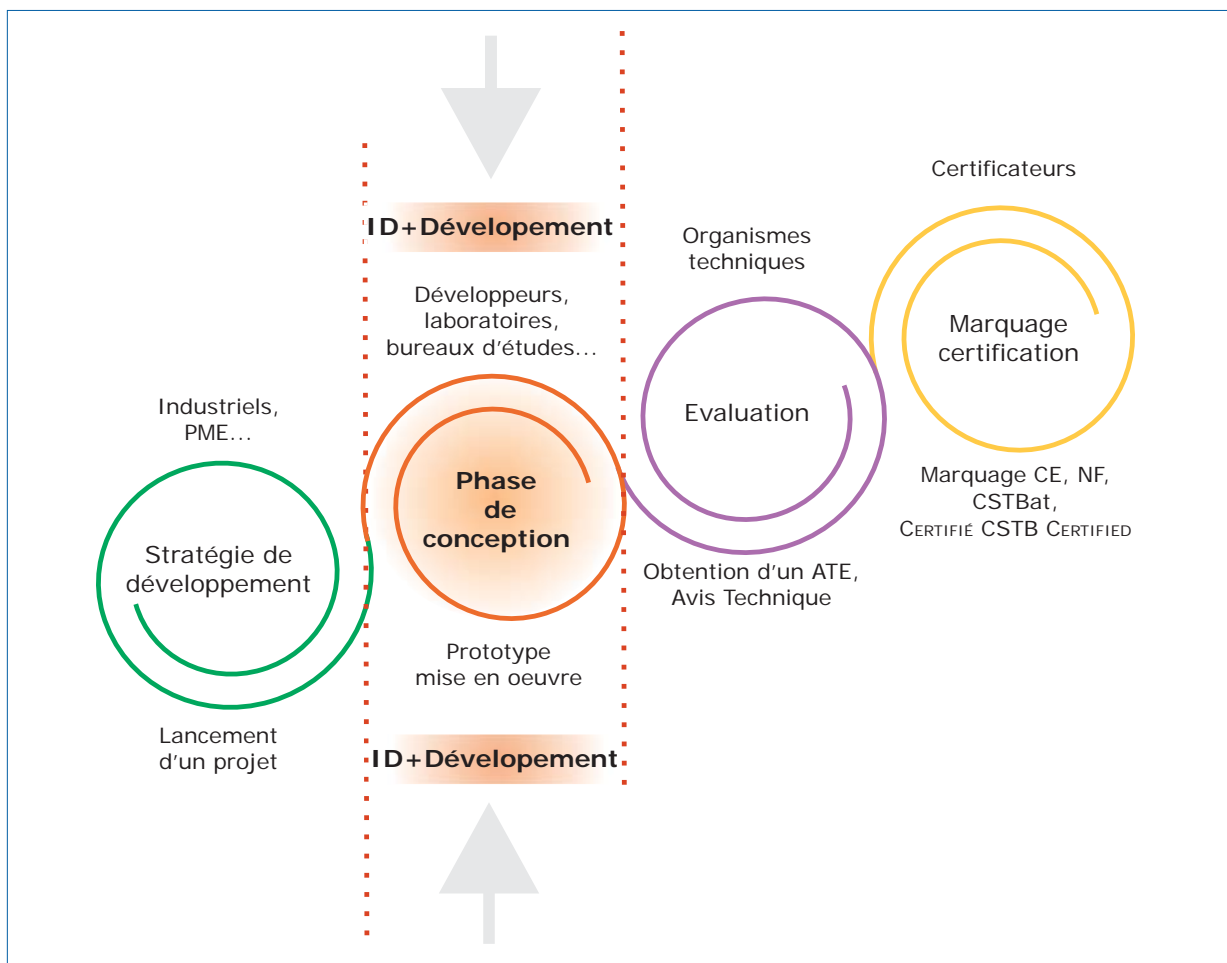 Industriels,
PME...
Stratégie de
développement
Lancement
d'un projet
ID+Dévelopement
Développeurs,
laboratoires,
bureaux d'études...
Phase
de
conception
Prototype
mise en oeuvre
ID+Dévelopement
Organismes
techniques
Evaluation
Obtention d'un ATE,
Avis Technique
Certificateurs
Marquage
certification
Marquage CE, NF,
CSTBat,
CERTIFIÉ CSTB CERTIFIED